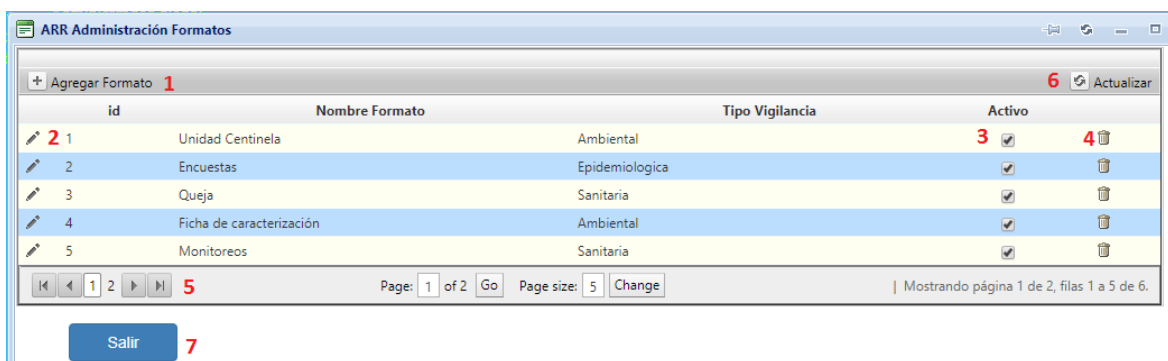 ARR Administración Formatos
Agregar Formato 1 6 Actualizar
id Nombre Formato Tipo Vigilancia Activo
2 1 Unidad Centinela Ambiental 3 4
2 Encuestas Epidemiologica
3 Queja Sanitaria
4 Ficha de caracterización Ambiental
5 Monitoreos Sanitaria
1 2 5 Page: 1 of 2 Go Page size: 5 Change | Mostrando página 1 de 2, filas 1 a 5 de 6.
Salir 7